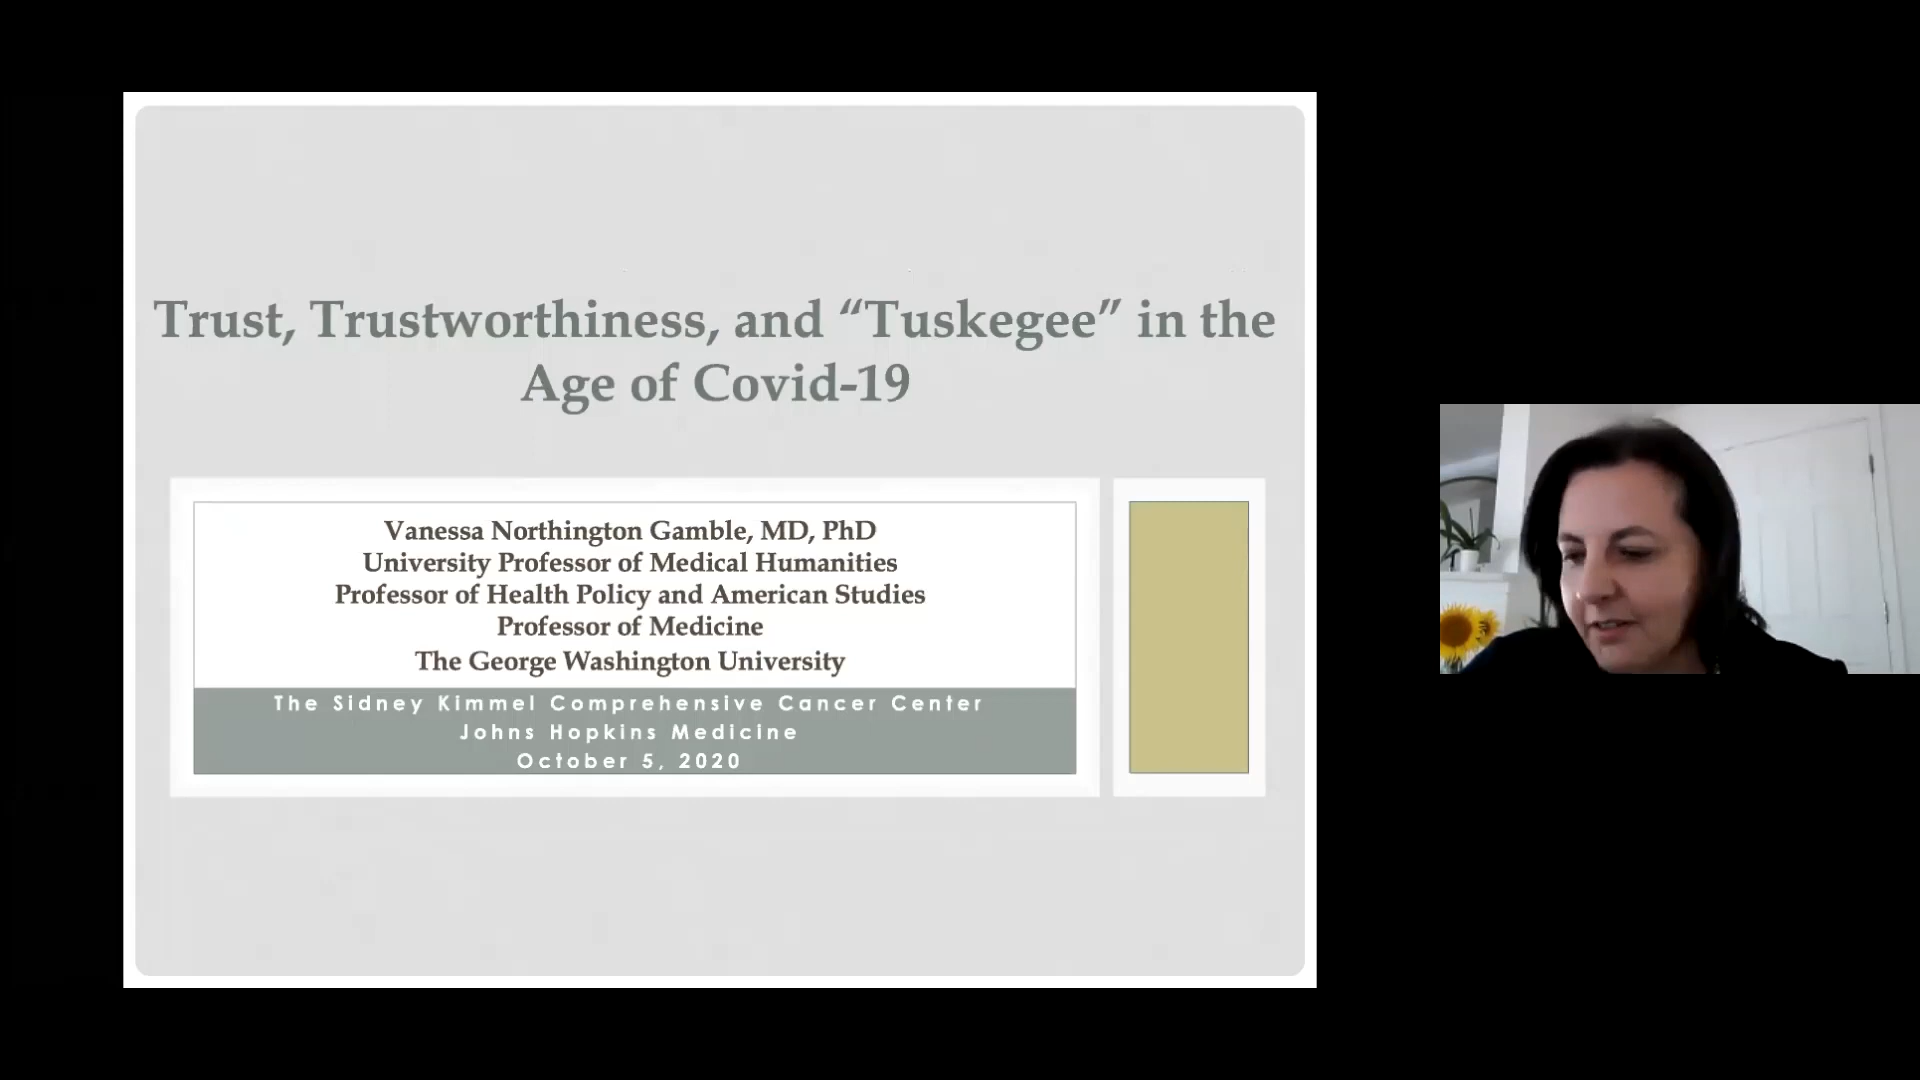 Trust, Trustworthiness, and “Tuskegee” in the
Age of Covid-19
Vanessa Northington Gamble, MD, PhD
University Professor of Medical Humanities
Professor of Health Policy and American Studies
Professor of Medicine
The George Washington University
The Sidney Kimmel Comprehensive Cancer Center
Johns Hopkins Medicine
October 5, 2020